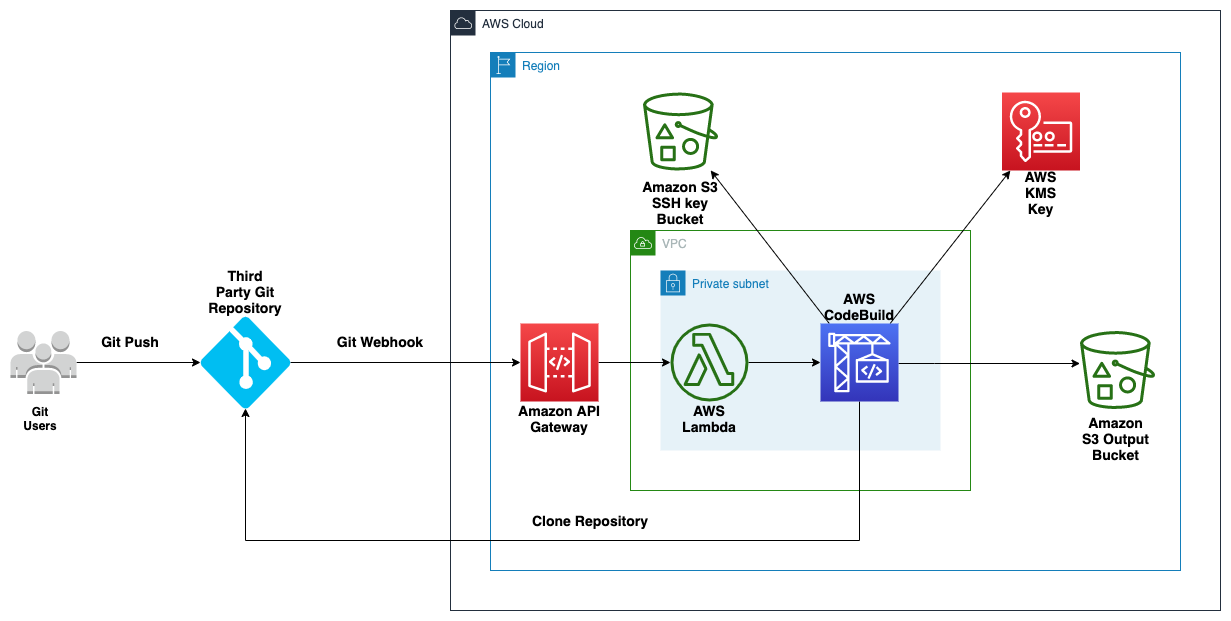 AWS Cloud
Region
Amazon S3
SSH key
Bucket
AWS
KMS
Key
VPC
Private subnet
Third
Party Git
Repository
AWS
CodeBuild
Git Push
Git Webhook
Git
Users
Amazon API
Gateway
AWS
Lambda
Amazon
S3 Output
Bucket
Clone Repository